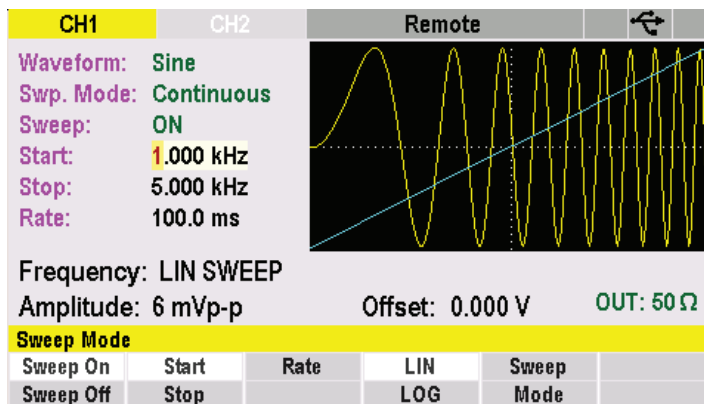 CH1 CH2 Remote
Waveform: Sine
Swp. Mode: Continuous
Sweep: ON
Start: 1.000 kHz
Stop: 5.000 kHz
Rate: 100.0 ms
Frequency: LIN SWEEP
Amplitude: 6 mVp-p Offset: 0.000 V OUT: 50 Ω
Sweep Mode
Sweep On Start Rate LIN Sweep
Sweep Off Stop LOG Mode